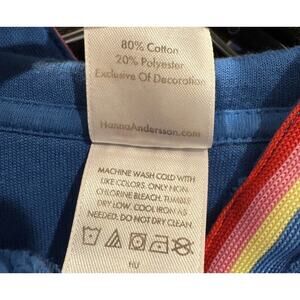 80% Cotton
20% Polyester
Exclusive Of Decoration
HannaAndersson.com
MACHINE WASH COLD WITH
LIKE COLORS. ONLY NON-
CHLORINE BLEACH. TUMBLE
DRY LOW. COOL IRON AS
NEEDED. DO NOT DRY CLEAN.